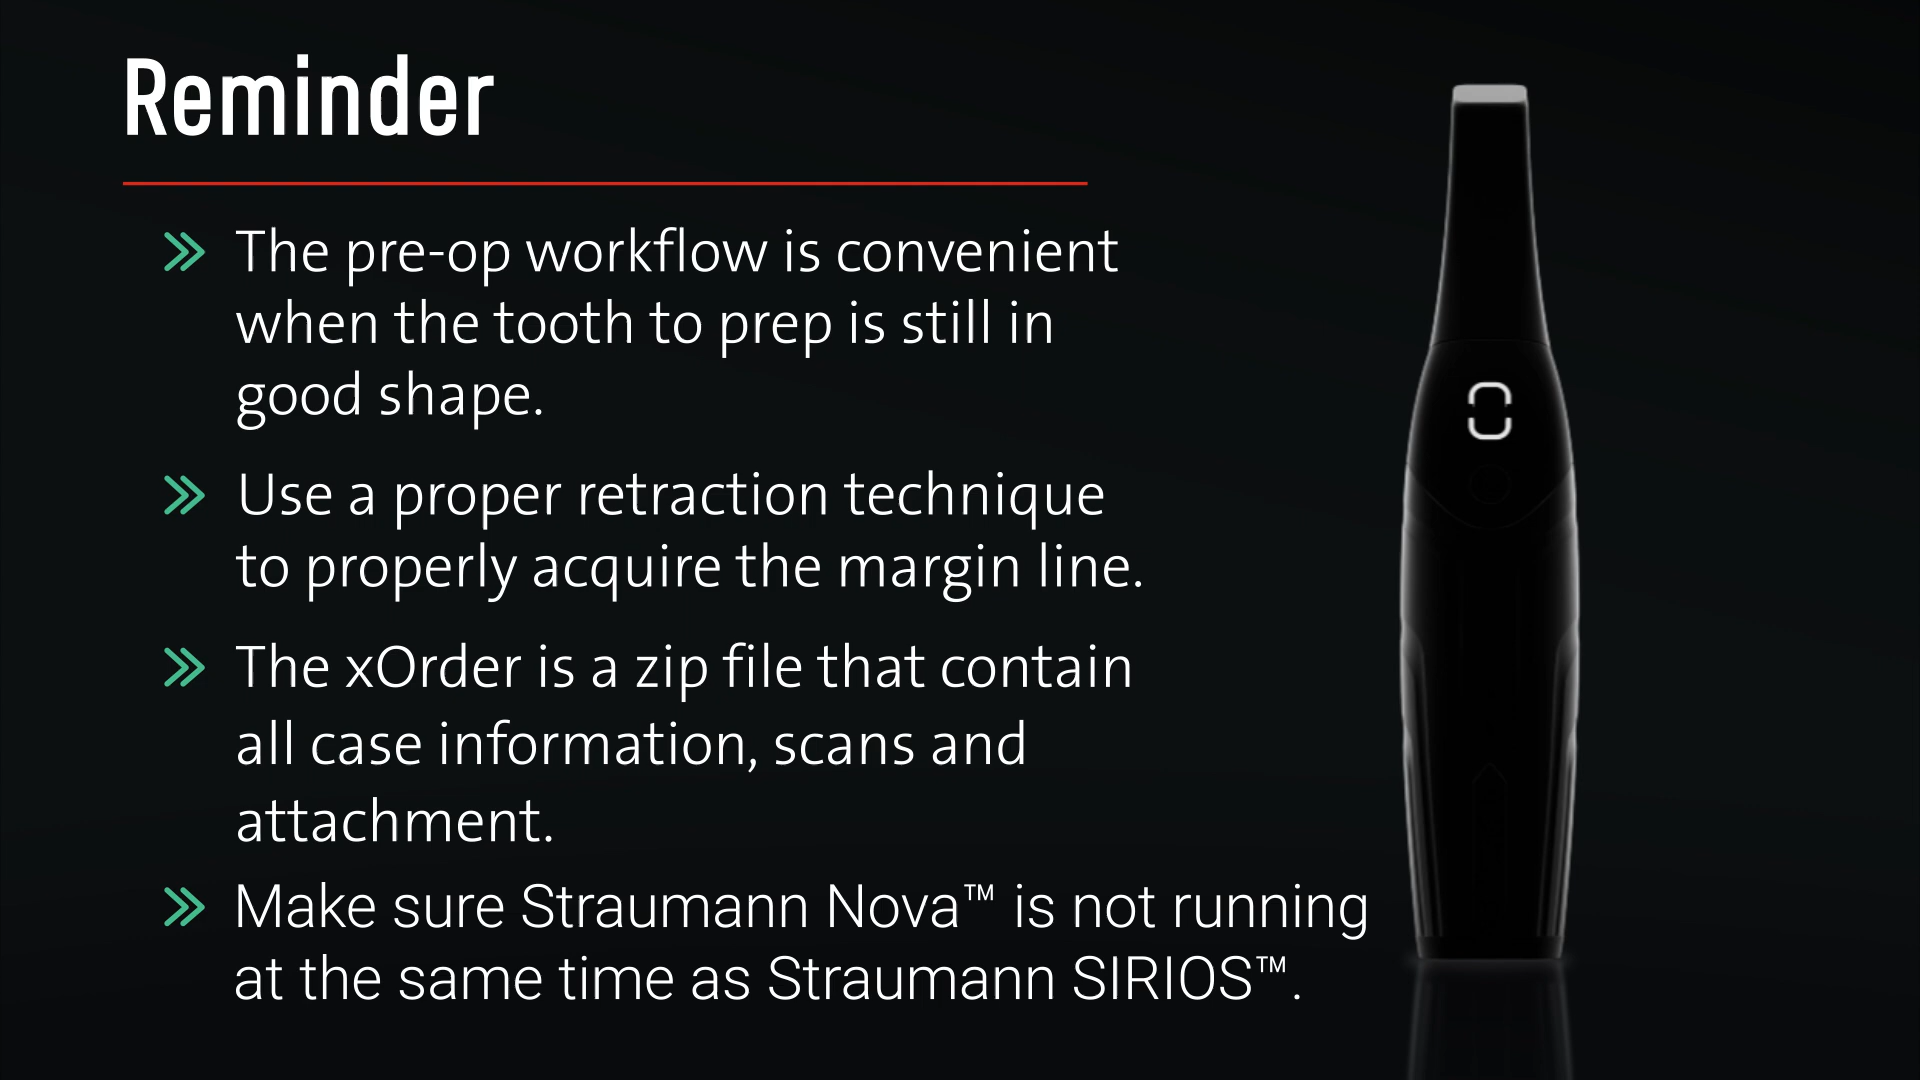 Reminder
The pre-op workflow is convenient
when the tooth to prep is still in
good shape.
Use a proper retraction technique
to properly acquire the margin line.
The xOrder is a zip file that contain
all case information, scans and
attachment.
Make sure Straumann Nova™ is not running
at the same time as Straumann SIRIOS™.